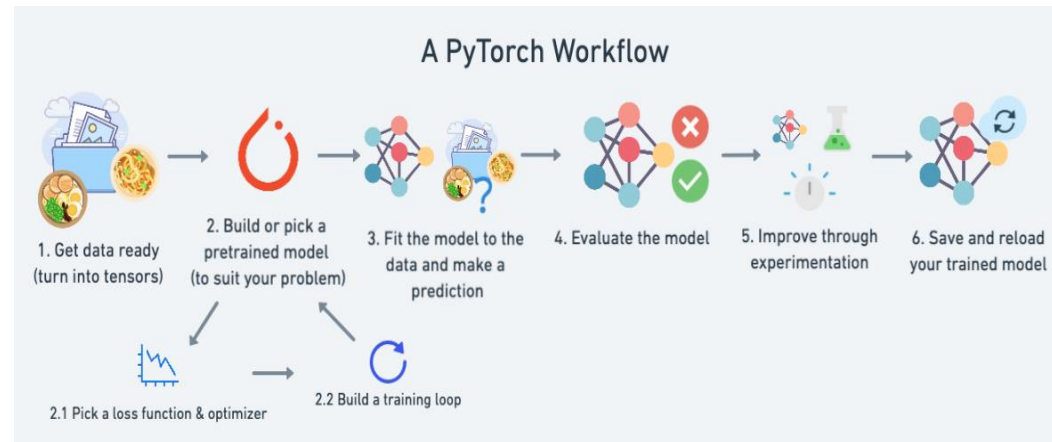 A PyTorch Workflow
1. Get data ready
(turn into tensors)
2. Build or pick a
pretrained model
(to suit your problem)
3. Fit the model to the
data and make a
prediction
4. Evaluate the model
5. Improve through
experimentation
6. Save and reload
your trained model
2.1 Pick a loss function & optimizer
2.2 Build a training loop